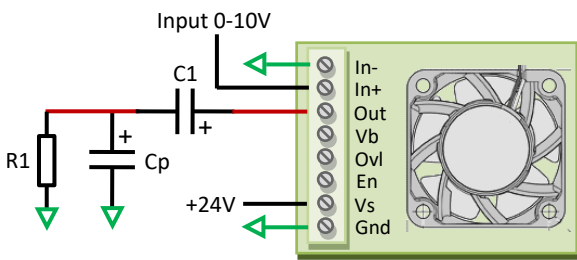 Input 0-10V
C1
+
R1
+
Cp
+24V
In-
In+
Out
Vb
Ovl
En
Vs
Gnd